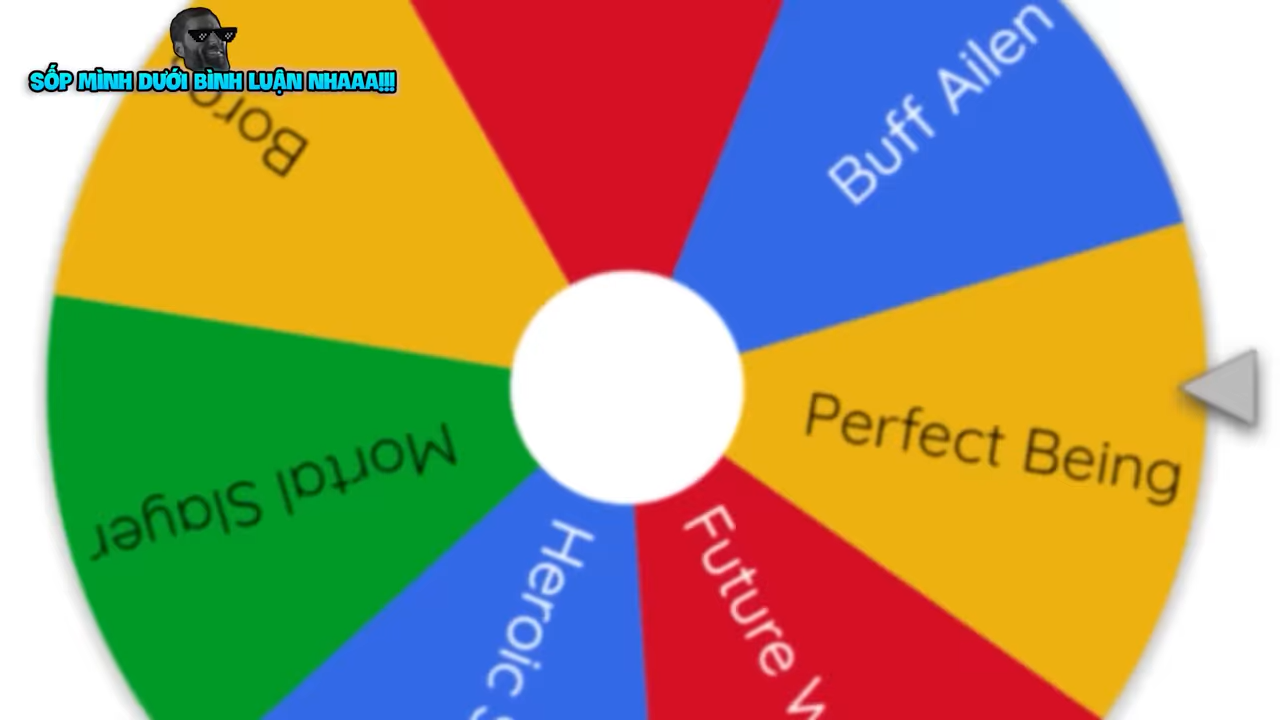 SỐP MÌNH DƯỚI BÌNH LUẬN NHAAA!!!
Buff Ailen
Perfect Being
Future
Heroic
Mortal Slayer